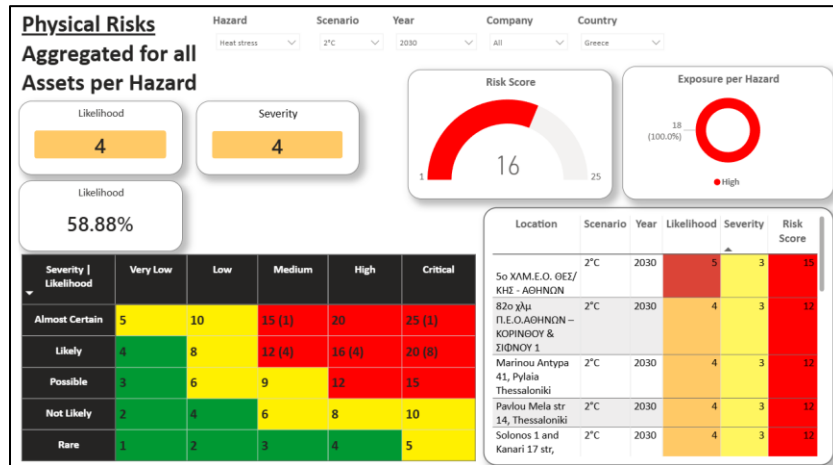 Physical Risks
Aggregated for all
Assets per Hazard
Hazard
Heat stress
Scenario
2°C
Year
2030
Company
All
Country
Greece
Likelihood
4
Severity
4
Likelihood
58.88%
Risk Score
16
1
25
Exposure per Hazard
18
(100.0%)
High
Severity | Likelihood Very Low Low Medium High Critical
Almost Certain 5 10 15 (1) 20 25 (1)
Likely 4 8 12 (4) 16 (4) 20 (8)
Possible 3 6 9 12 15
Not Likely 2 4 6 8 10
Rare 1 2 3 4 5
Location Scenario Year Likelihood Severity Risk Score
2°C 2030 5 3 15
5ο ΧΛΜ.Ε.Ο. ΘΕΣ/
ΚΗΣ - ΑΘΗΝΩΝ
82ο χλμ 2°C 2030 4 3 12
Π.Ε.Ο.ΑΘΗΝΩΝ –
ΚΟΡΙΝΘΟΥ &
ΣΙΦΝΟΥ 1
Marinou Antypa 2°C 2030 4 3 12
41, Pylaia
Thessaloniki
Pavlou Mela str 2°C 2030 4 3 12
14, Thessaloniki
Solonos 1 and 2°C 2030 4 3 12
Kanari 17 str,